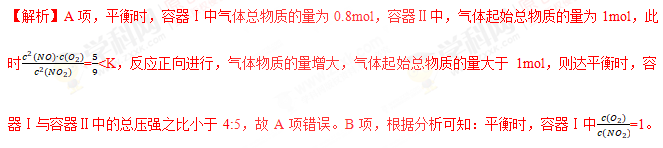 【解析】A 项，平衡时，容器Ⅰ中气体总物质的量为 0.8mol，容器Ⅱ中，气体起始总物质的量为 1mol，此
时\frac{c^2(NO)·c(O_2)}{c^2(NO_2)}=\frac{5}{9}<K，反应正向进行，气体物质的量增大，气体起始总物质的量大于 1mol，则达平衡时，容
器Ⅰ与容器Ⅱ中的总压强之比小于 4:5，故 A 项错误。B 项，根据分析可知：平衡时，容器Ⅰ中\frac{c(O_2)}{c(NO_2)}=1。